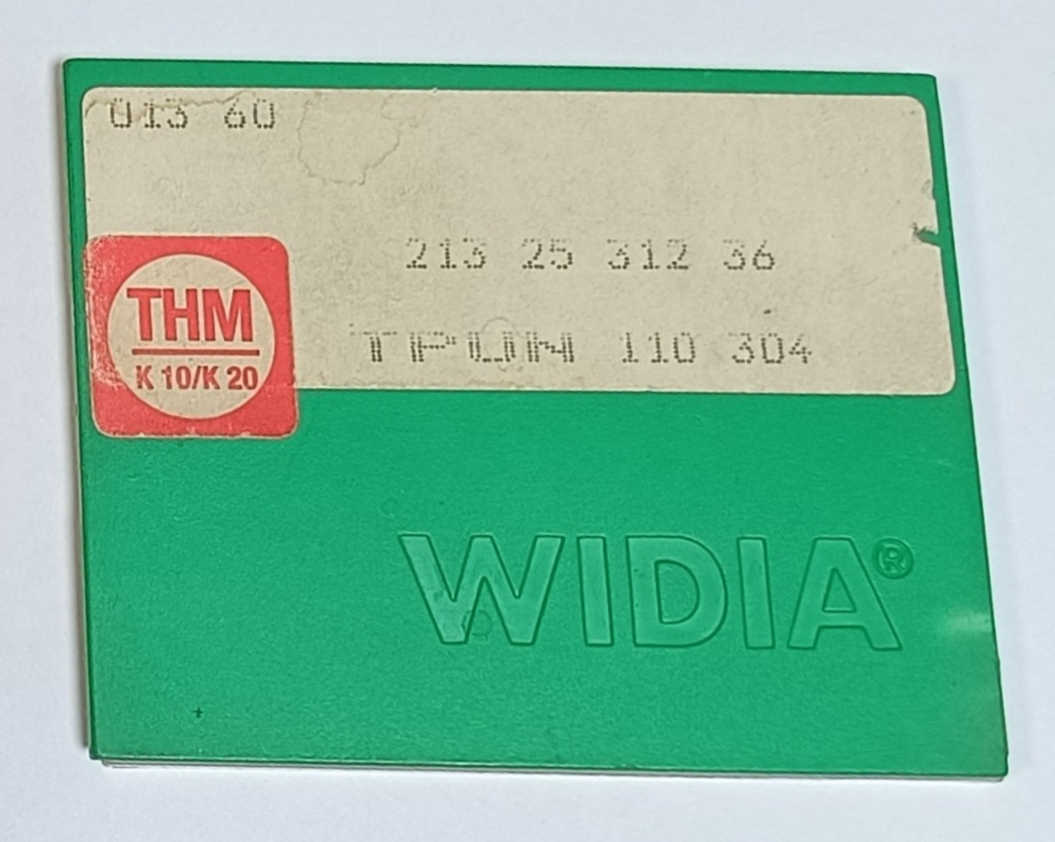 013 60
213 25 312 36
THM
TPUN 110 304
K 10/K 20
WIDIA®